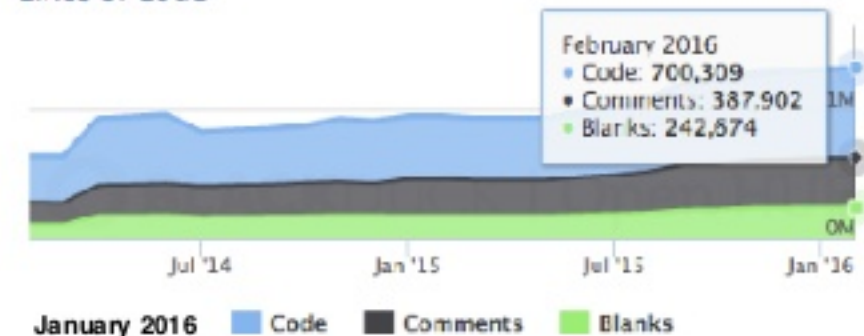 February 2016
Code: 700,309
Comments: 387.902
Blanks: 242,674
1M
0M
Jul '14
Jan '15
Jul '15
Jan '16
January 2016
Code
Comments
Blanks